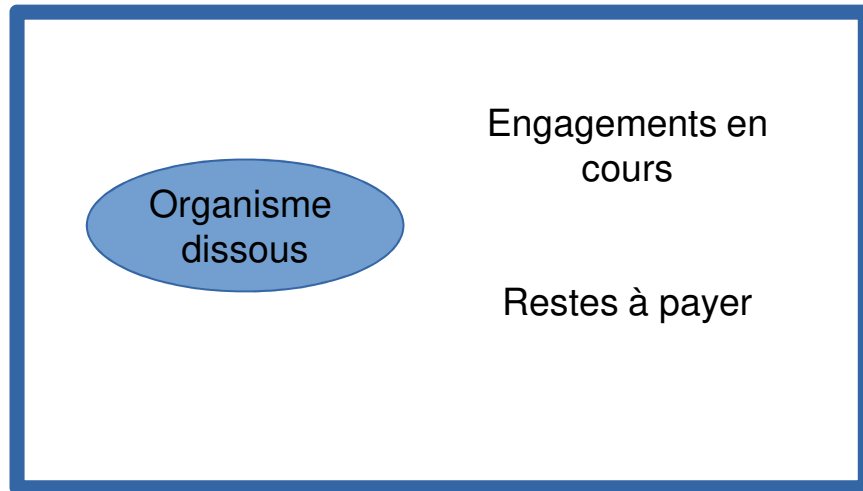 Organisme
dissous
Engagements en
cours
Restes à payer